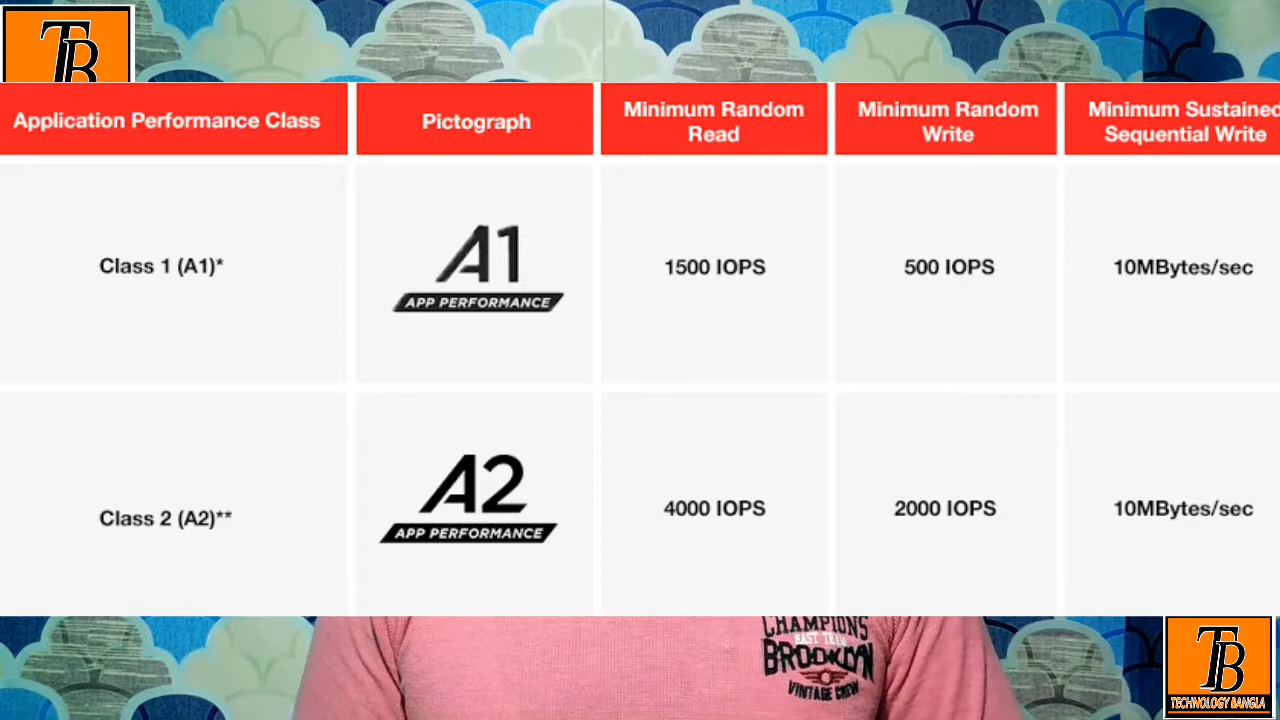 TB
Application Performance Class
Pictograph
Minimum Random
Read
Minimum Random
Write
Minimum Sustained
Sequential Write
Class 1 (A1)*
A1
APP PERFORMANCE
1500 IOPS
500 IOPS
10MBytes/sec
Class 2 (A2)**
A2
APP PERFORMANCE
4000 IOPS
2000 IOPS
10MBytes/sec
CHAMPIONS
EAST TEAM
BROOKLYN
VINTAGE CREW
TB
TECHNOLOGY BANGLA